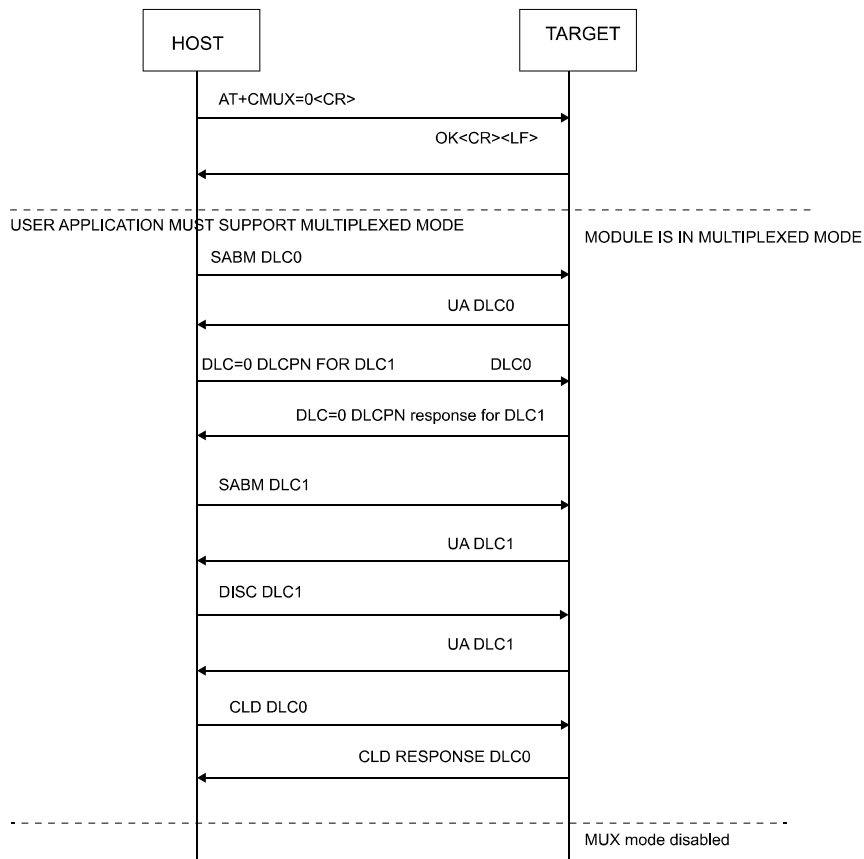 HOST
TARGET
AT+CMUX=0<CR>
OK<CR><LF>
USER APPLICATION MUST SUPPORT MULTIPLEXED MODE
MODULE IS IN MULTIPLEXED MODE
SABM DLC0
UA DLC0
DLC=0 DLCPN FOR DLC1 DLC0
DLC=0 DLCPN response for DLC1
SABM DLC1
UA DLC1
DISC DLC1
UA DLC1
CLD DLC0
CLD RESPONSE DLC0
MUX mode disabled